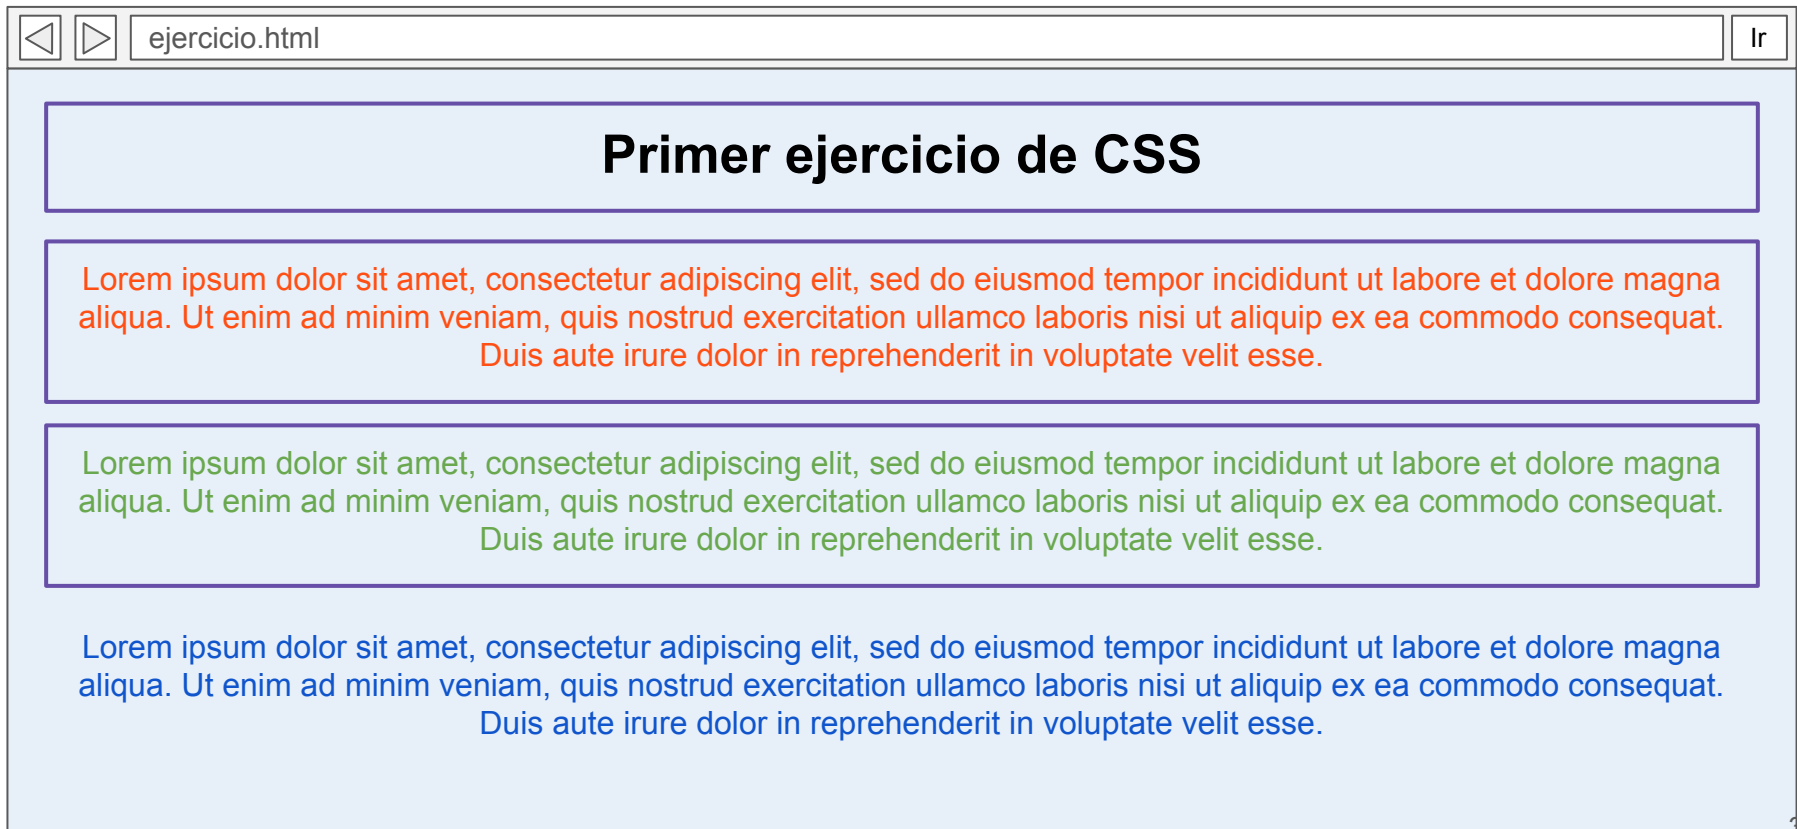 ejercicio.html
Ir
Primer ejercicio de CSS
Lorem ipsum dolor sit amet, consectetur adipiscing elit, sed do eiusmod tempor incididunt ut labore et dolore magna
aliqua. Ut enim ad minim veniam, quis nostrud exercitation ullamco laboris nisi ut aliquip ex ea commodo consequat.
Duis aute irure dolor in reprehenderit in voluptate velit esse.
Lorem ipsum dolor sit amet, consectetur adipiscing elit, sed do eiusmod tempor incididunt ut labore et dolore magna
aliqua. Ut enim ad minim veniam, quis nostrud exercitation ullamco laboris nisi ut aliquip ex ea commodo consequat.
Duis aute irure dolor in reprehenderit in voluptate velit esse.
Lorem ipsum dolor sit amet, consectetur adipiscing elit, sed do eiusmod tempor incididunt ut labore et dolore magna
aliqua. Ut enim ad minim veniam, quis nostrud exercitation ullamco laboris nisi ut aliquip ex ea commodo consequat.
Duis aute irure dolor in reprehenderit in voluptate velit esse.